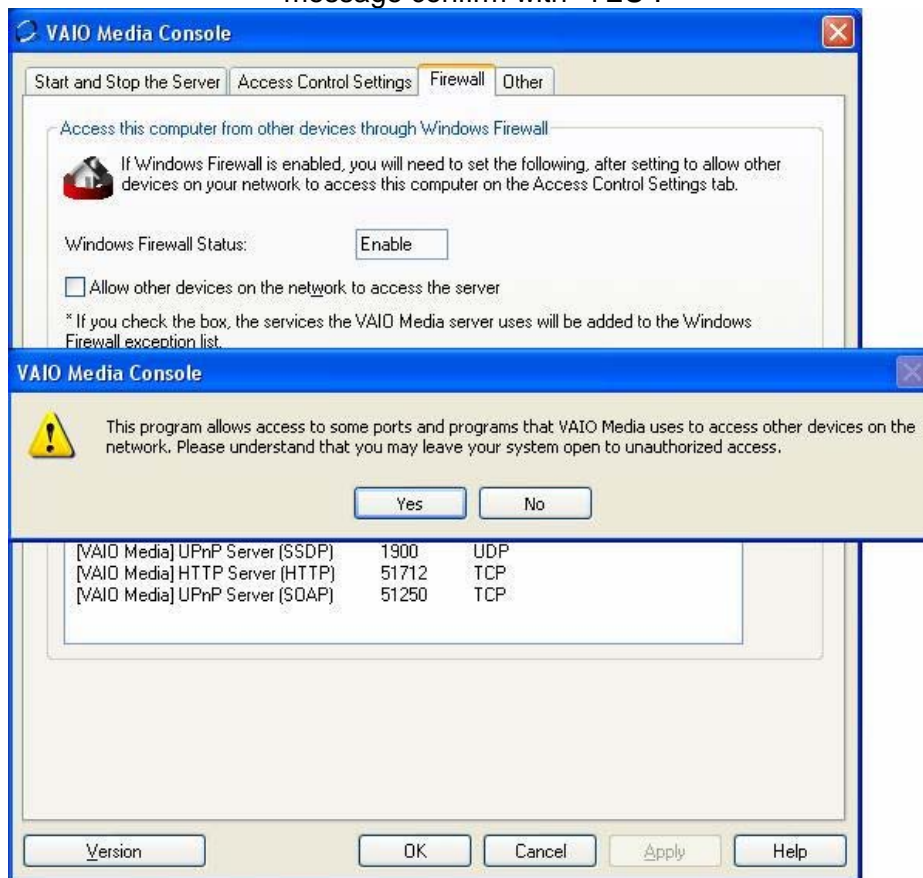 message confirm with "YES".
VAIO Media Console
Start and Stop the Server Access Control Settings Firewall Other
Access this computer from other devices through Windows Firewall
If Windows Firewall is enabled, you will need to set the following, after setting to allow other
devices on your network to access this computer on the Access Control Settings tab.
Windows Firewall Status: Enable
Allow other devices on the network to access the server
* If you check the box, the services the VAIO Media server uses will be added to the Windows
Firewall exception list.
VAIO Media Console
This program allows access to some ports and programs that VAIO Media uses to access other devices on the
network. Please understand that you may leave your system open to unauthorized access.
Yes No
[VAIO Media] UPnP Server (SSDP) 1900 UDP
[VAIO Media] HTTP Server (HTTP) 51712 TCP
[VAIO Media] UPnP Server (SOAP) 51250 TCP
Version OK Cancel Apply Help